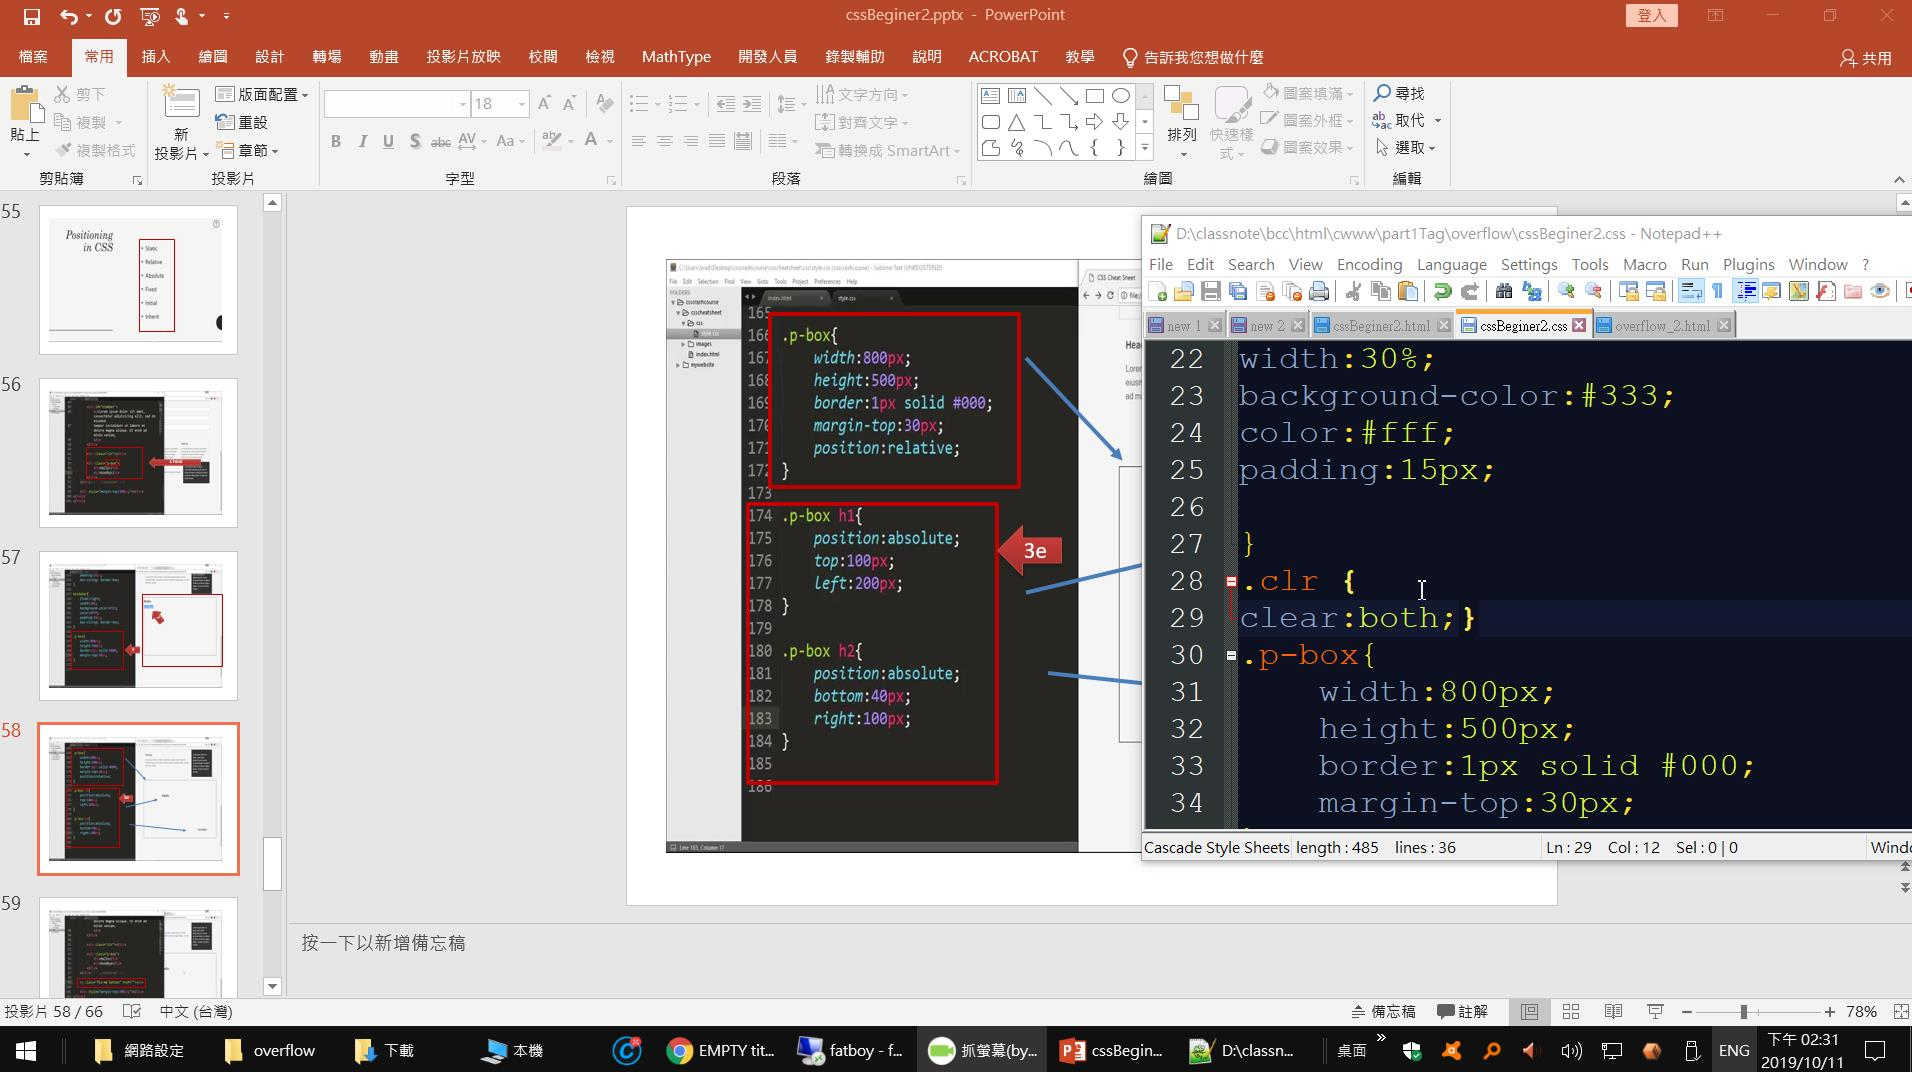 cssBeginer2.pptx - PowerPoint
登入
檔案 常用 插入 繪圖 設計 轉場 動畫 投影片放映 校閱 檢視 MathType 開發人員 錄製輔助 說明 ACROBAT 教學 告訴我您想做什麼 共用
貼上
剪下
複製
複製格式
剪貼簿
新
投影片
版面配置
重設
章節
投影片
18
B I U S abc AV Aa A
字型
文字方向
對齊文字
轉換成 SmartArt
段落
排列
快速樣
式
圖案填滿
圖案外框
圖案效果
繪圖
尋找
取代
選取
編輯
55
Positioning
in CSS
• Static
• Relative
• Absolute
• Fixed
• Initial
• Inherit
56
57
58
59
165
166 .p-box{
167 width:800px;
168 height:500px;
169 border:1px solid #000;
170 margin-top:30px;
171 position:relative;
172 }
173
174 .p-box h1{
175 position:absolute;
176 top:100px;
177 left:200px;
178 }
179
180 .p-box h2{
181 position:absolute;
182 bottom:40px;
183 right:100px;
184 }
185
186
3e
CSS Cheat Sheet
D:\classnote\bcc\html\cwww\part1Tag\overflow\cssBeginer2.css - Notepad++
File Edit Search View Encoding Language Settings Tools Macro Run Plugins Window ?
new 1 new 2 cssBeginer2.html cssBeginer2.css overflow_2.html
22 width:30%;
23 background-color:#333;
24 color:#fff;
25 padding:15px;
26
27 }
28 .clr {
29 clear:both;}
30 .p-box{
31 width:800px;
32 height:500px;
33 border:1px solid #000;
34 margin-top:30px;
Cascade Style Sheets length : 485 lines : 36 Ln : 29 Col : 12 Sel : 0 | 0 Windo
按一下以新增備忘稿
投影片 58 / 66 中文 (台灣) 備忘稿 註解 78%
網路設定 overflow 下載 本機 EMPTY tit... fatboy - f... 抓螢幕(by... cssBegin... D:\classn... 桌面 ENG
下午 02:31
2019/10/11